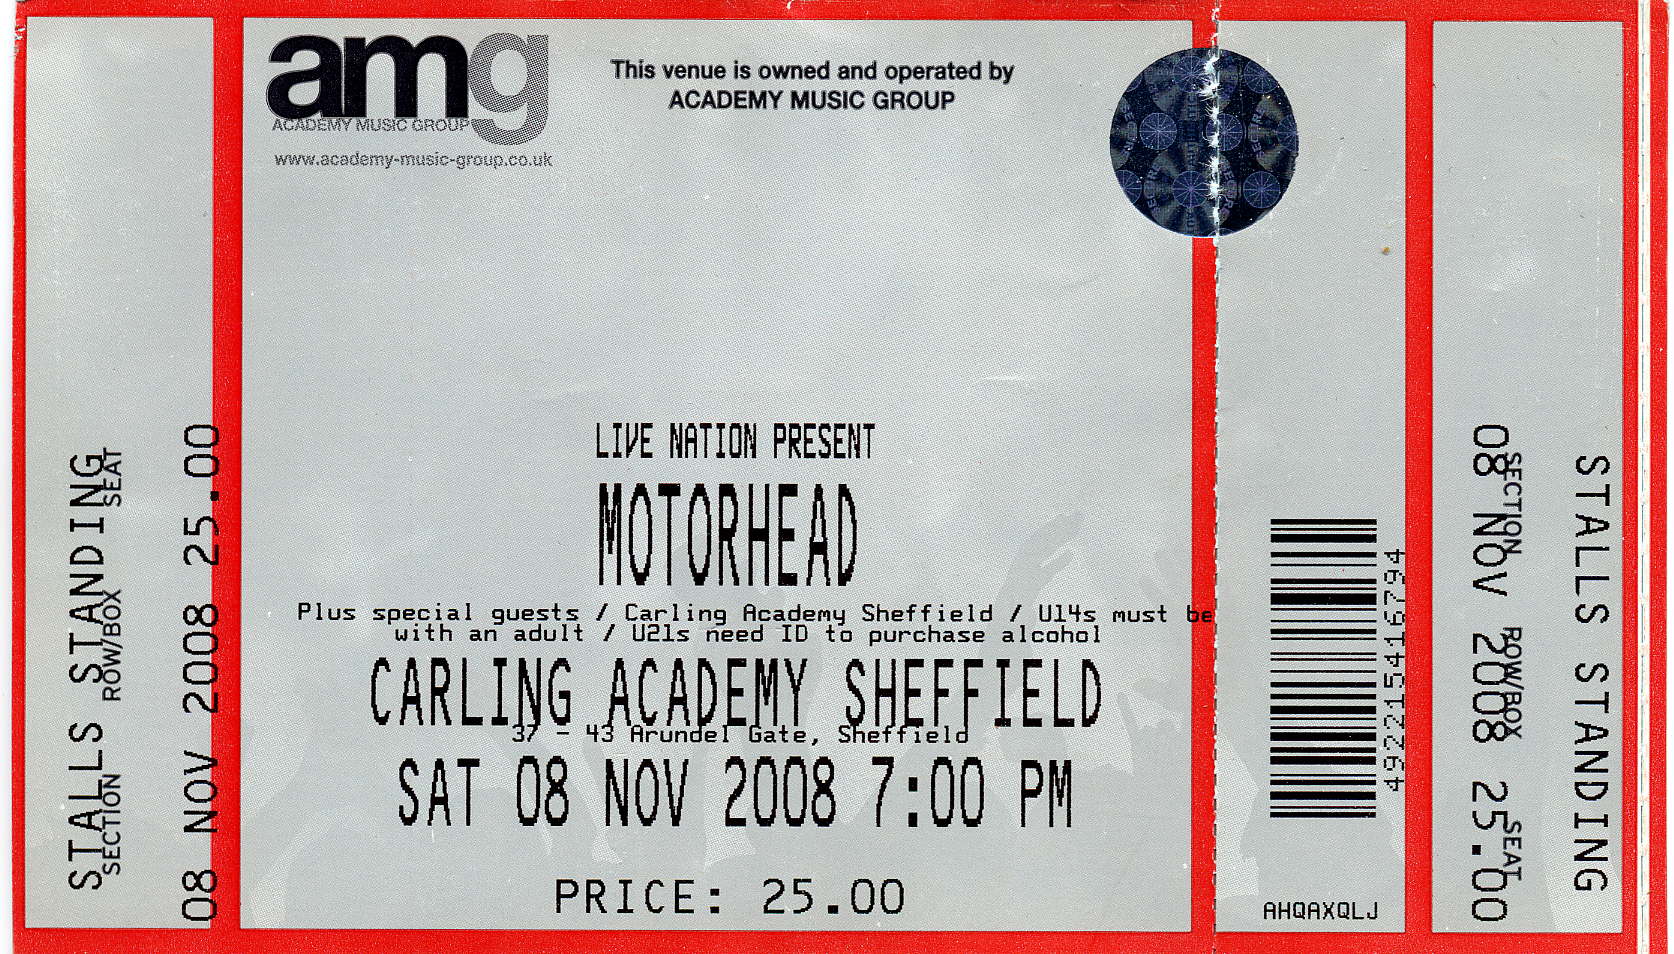 amg
ACADEMY MUSIC GROUP
www.academy-music-group.co.uk
This venue is owned and operated by
ACADEMY MUSIC GROUP
STALLS STANDING
SECTION ROW/BOX SEAT
08 NOV 2008 25.00
LIVE NATION PRESENT
MOTORHEAD
Plus special guests / Carling Academy Sheffield / U14s must be
with an adult / U21s need ID to purchase alcohol
CARLING ACADEMY SHEFFIELD
37 - 43 Arundel Gate, Sheffield
SAT 08 NOV 2008 7:00 PM
PRICE: 25.00
492215416794
AHQAXQLJ
08 NOV 2008 25.00
SECTION ROW/BOX SEAT
STALLS STANDING